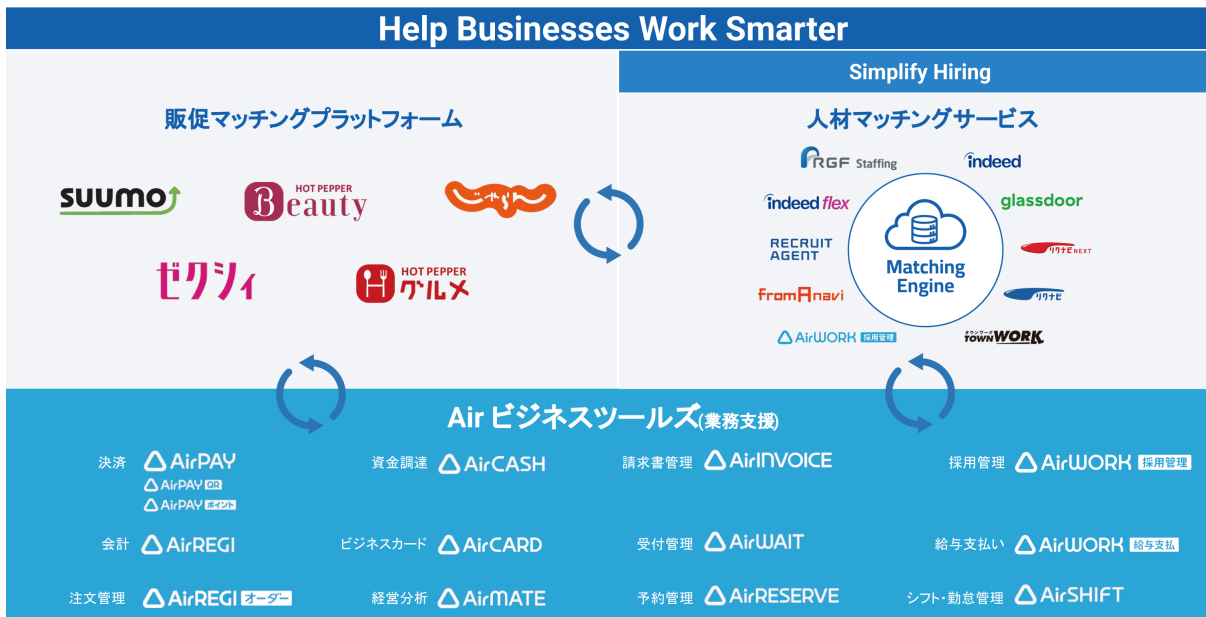 Help Businesses Work Smarter
Simplify Hiring
販促マッチングプラットフォーム
SUUMO
HOT PEPPER
Beauty
じゃらん
ゼクシィ
HOT PEPPER
グルメ
人材マッチングサービス
RGF Staffing
indeed
indeed flex
glassdoor
RECRUIT
AGENT
リクナビNEXT
Matching
Engine
fromAnavi
リクナビ
AirWORK 採用管理
タウンワーク
TOWNWORK
Air ビジネスツールズ(業務支援)
決済 AirPAY
AirPAY QR
AirPAY ポイント
資金調達 AirCASH
請求書管理 AirINVOICE
採用管理 AirWORK 採用管理
会計 AirREGI
ビジネスカード AirCARD
受付管理 AirWAIT
給与支払い AirWORK 給与支払
注文管理 AirREGI オーダー
経営分析 AirMATE
予約管理 AirRESERVE
シフト・勤怠管理 AirSHIFT